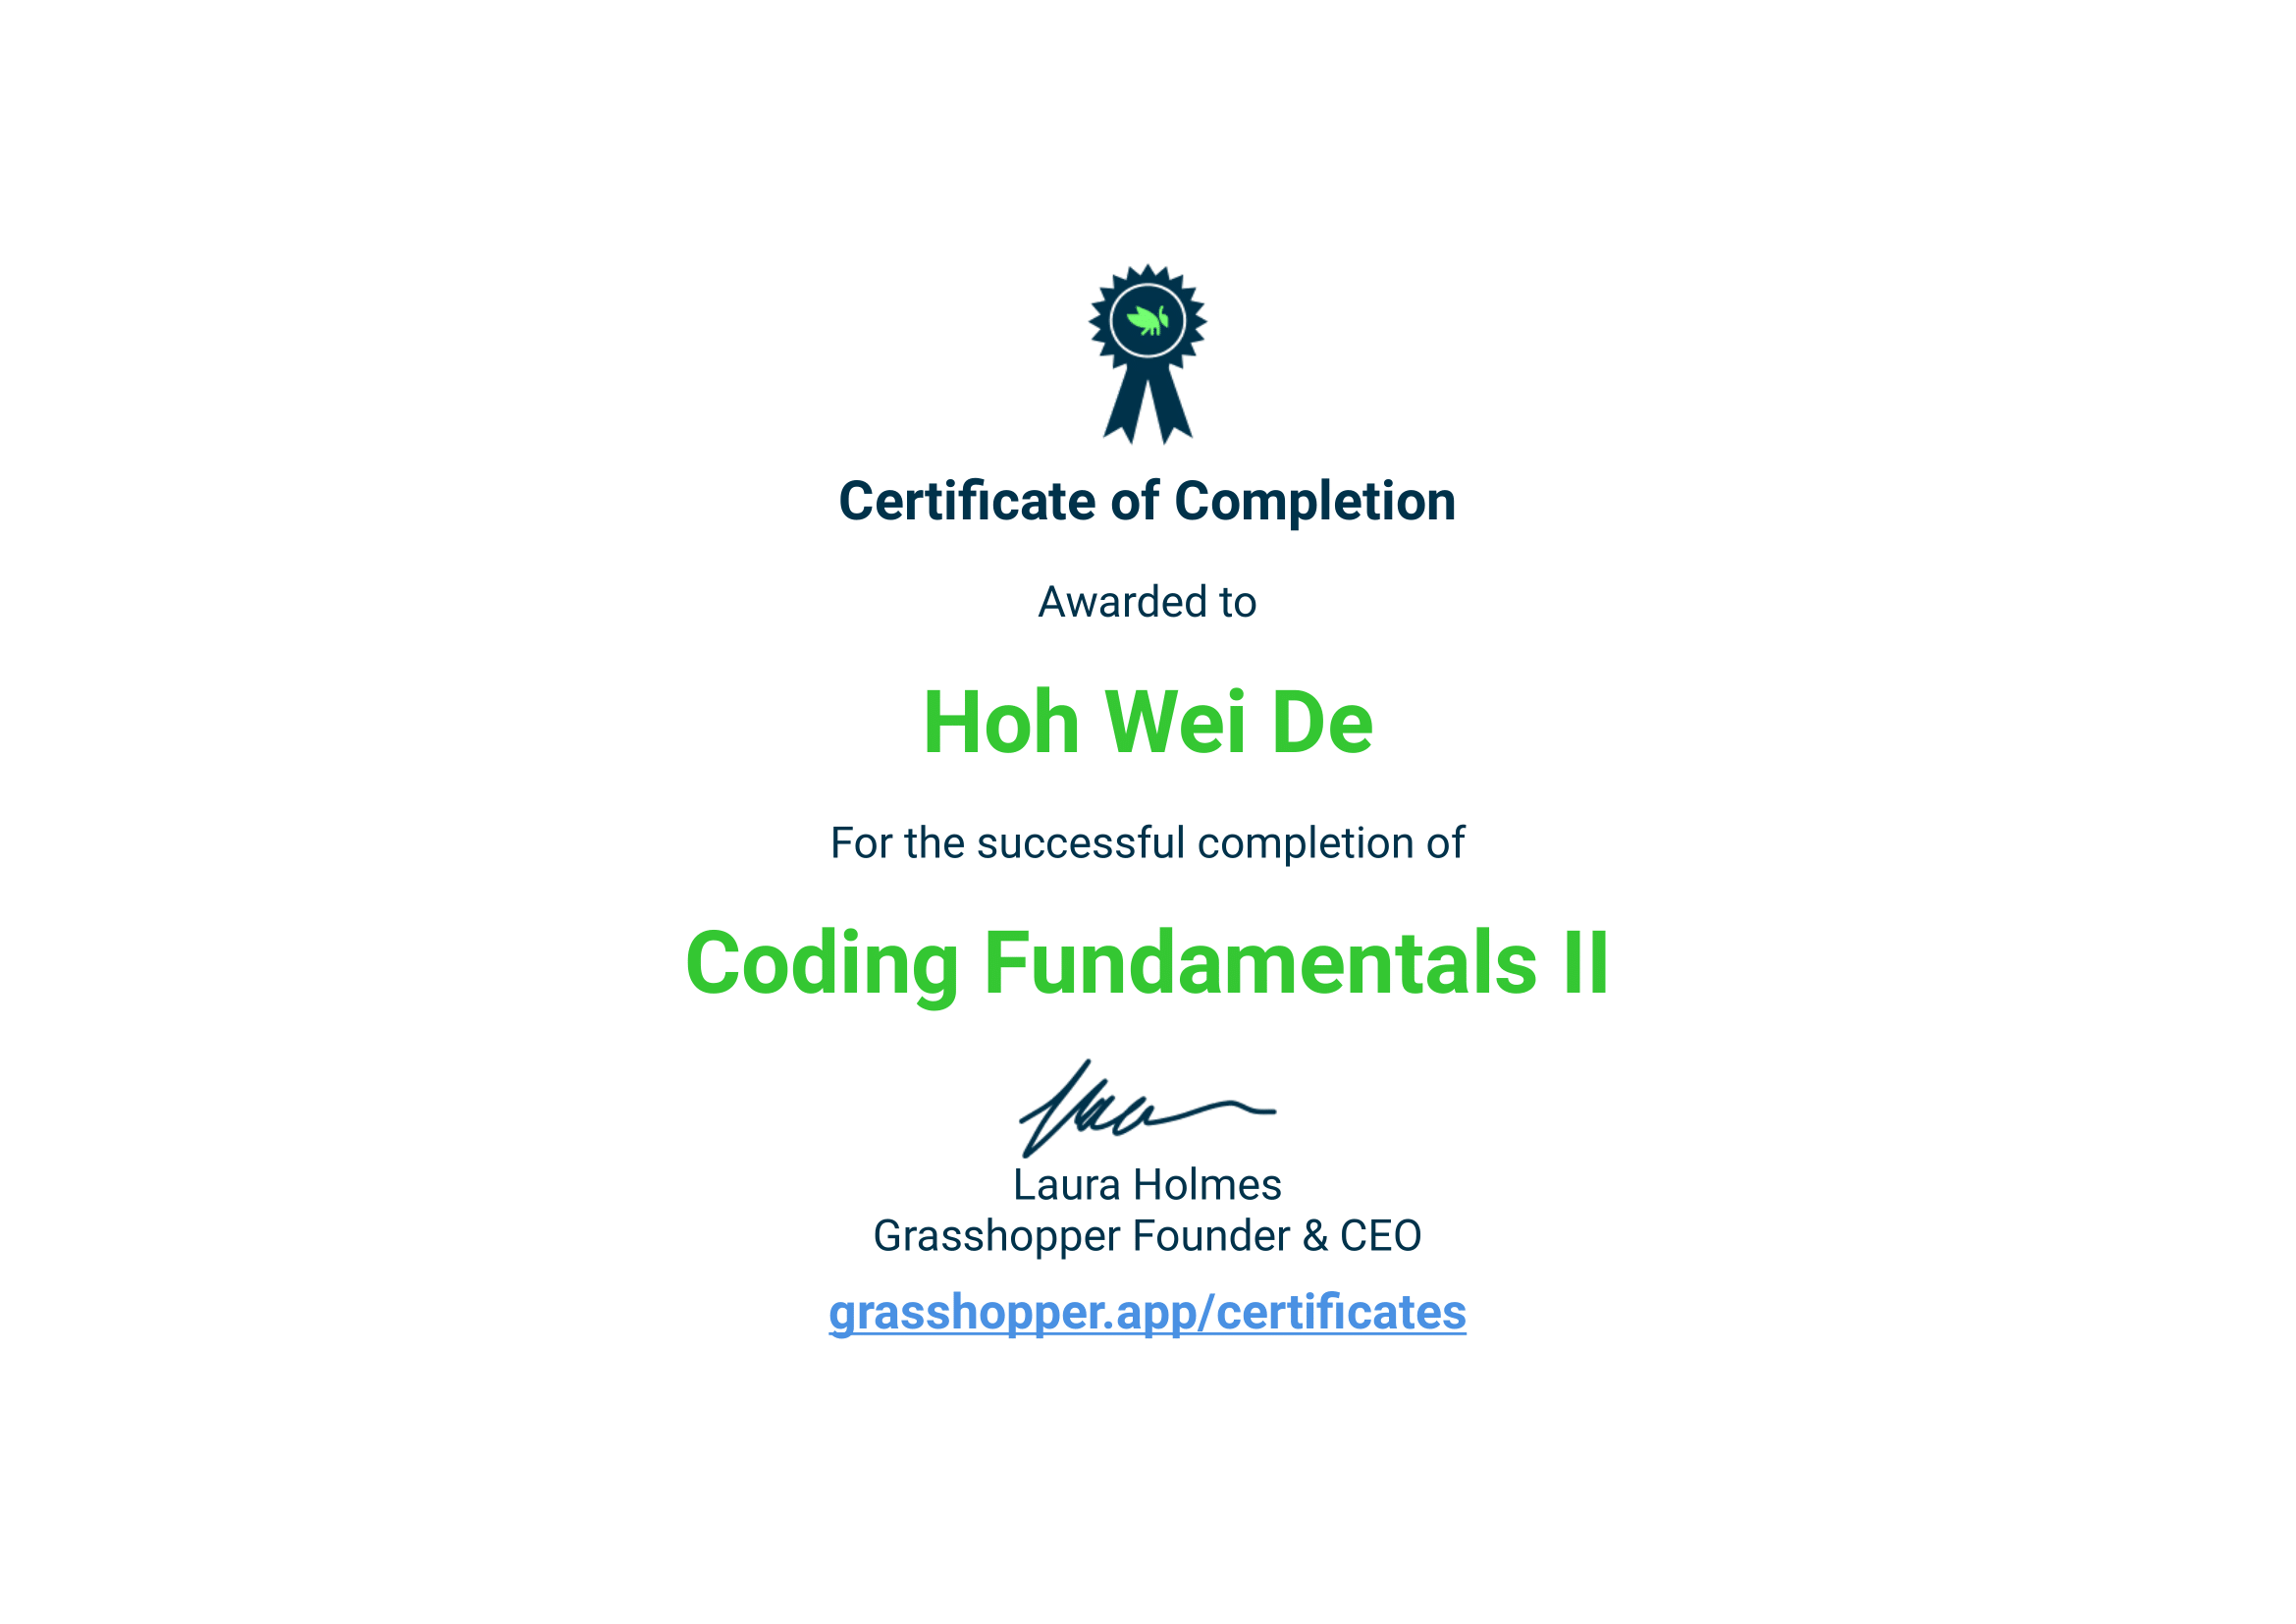 Certificate of Completion
Awarded to
Hoh Wei De
For the successful completion of
Coding Fundamentals II
Laura Holmes
Grasshopper Founder & CEO
grasshopper.app/certificates